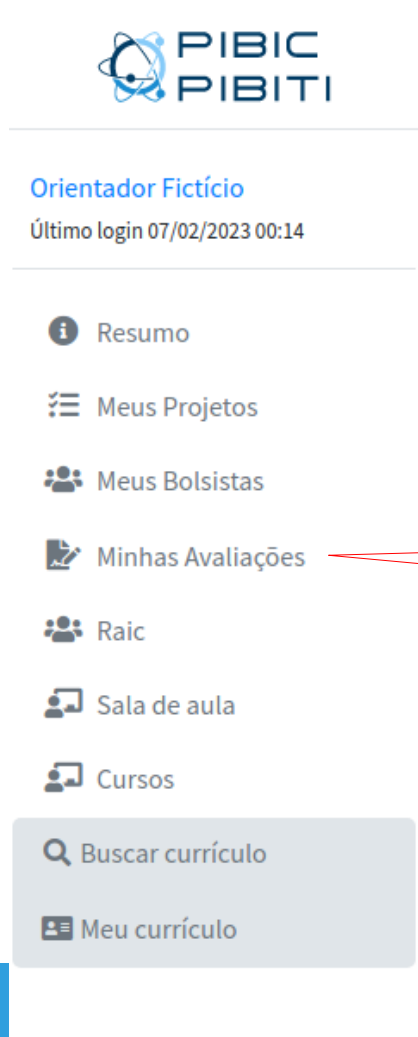 PIBIC
PIBITI
Orientador Fictício
Último login 07/02/2023 00:14
Resumo
Meus Projetos
Meus Bolsistas
Minhas Avaliações
Raic
Sala de aula
Cursos
Buscar currículo
Meu currículo